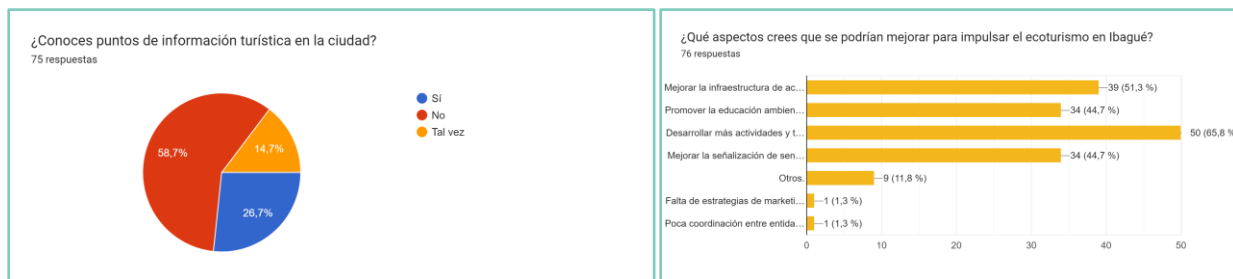 ¿Conoces puntos de información turística en la ciudad?
75 respuestas
Sí
No
Tal vez
58,7%
14,7%
26,7%
¿Qué aspectos crees que se podrían mejorar para impulsar el ecoturismo en Ibagué?
76 respuestas
Mejorar la infraestructura de ac…
39 (51,3 %)
Promover la educación ambien…
34 (44,7 %)
Desarrollar más actividades y t…
50 (65,8 %
Mejorar la señalización de sen…
34 (44,7 %)
Otros
9 (11,8 %)
Falta de estrategias de marketi…
1 (1,3 %)
Poca coordinación entre entida…
1 (1,3 %)
0 10 20 30 40 50